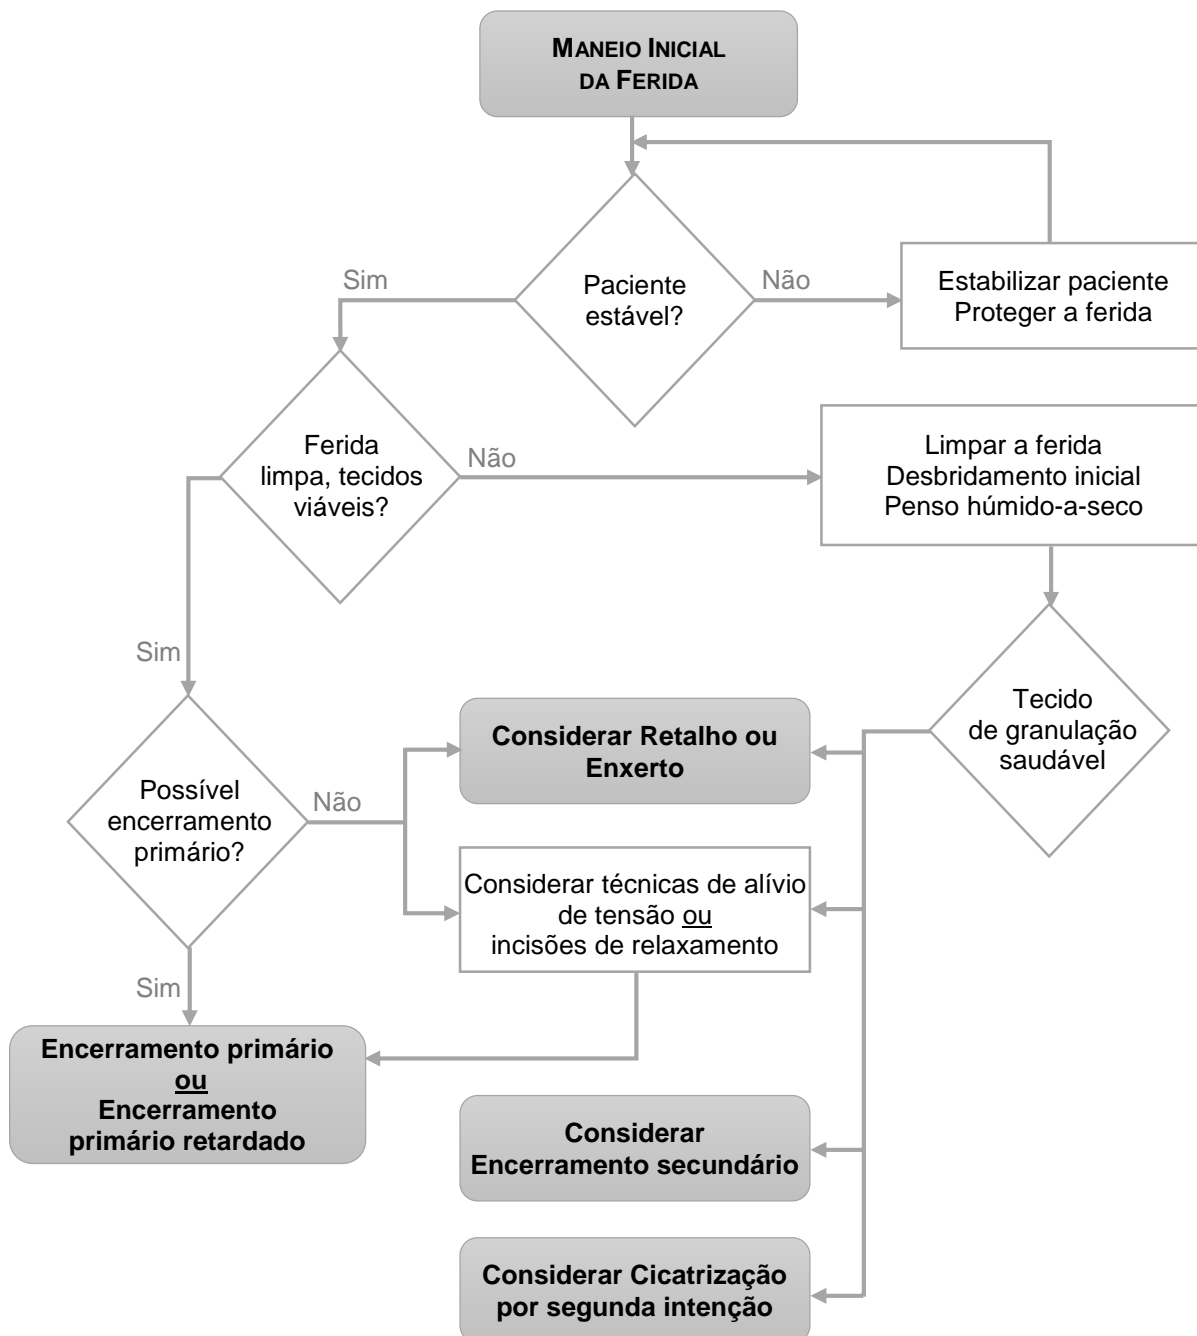 MANEIO INICIAL
DA FERIDA
Sim
Paciente
estável?
Não
Estabilizar paciente
Proteger a ferida
Ferida
limpa, tecidos
viáveis?
Não
Limpar a ferida
Desbridamento inicial
Penso húmido-a-seco
Sim
Tecido
de granulação
saudável
Considerar Retalho ou
Enxerto
Possível
encerramento
primário?
Não
Considerar técnicas de alívio
de tensão ou
incisões de relaxamento
Sim
Encerramento primário
ou
Encerramento
primário retardado
Considerar
Encerramento secundário
Considerar Cicatrização
por segunda intenção